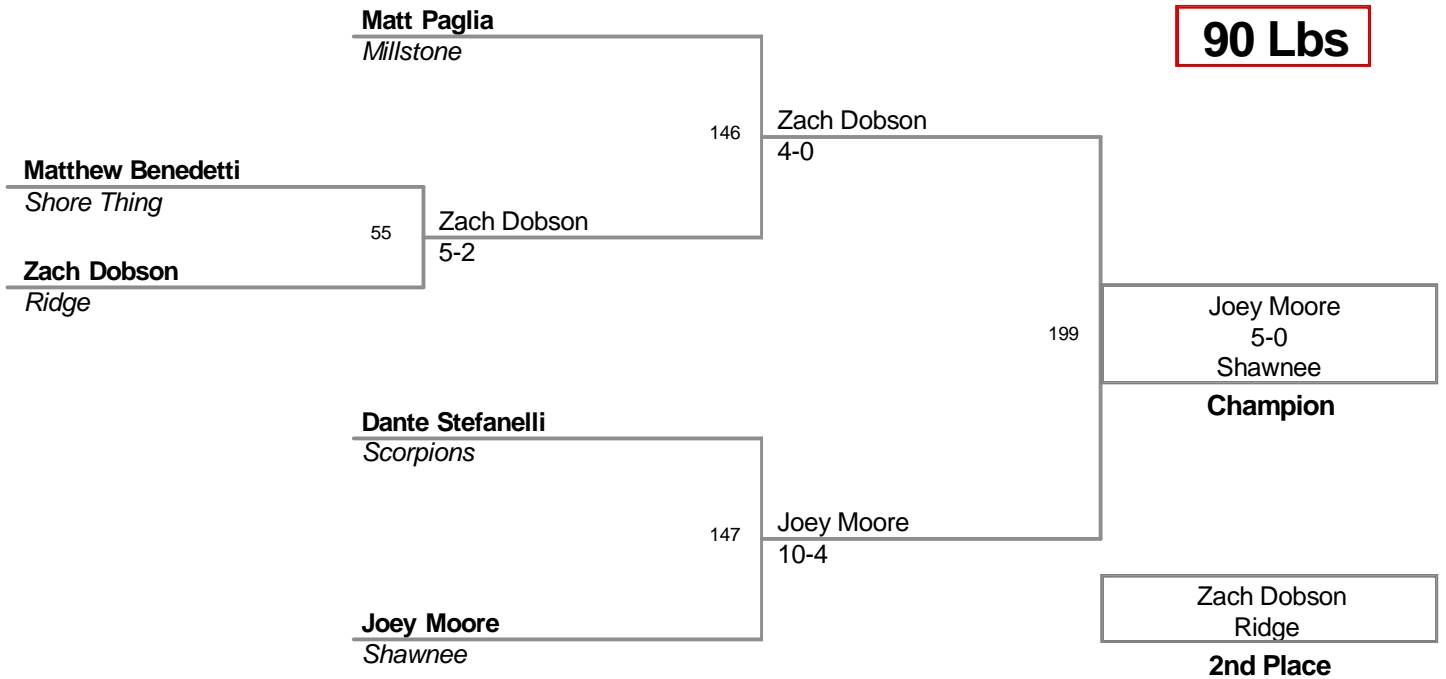 Matt Paglia
Millstone
90 Lbs
146
Zach Dobson
4-0
Matthew Benedetti
Shore Thing
55
Zach Dobson
5-2
Zach Dobson
Ridge
199
Joey Moore
5-0
Shawnee
Champion
Dante Stefanelli
Scorpions
147
Joey Moore
10-4
Joey Moore
Shawnee
Zach Dobson
Ridge
2nd Place